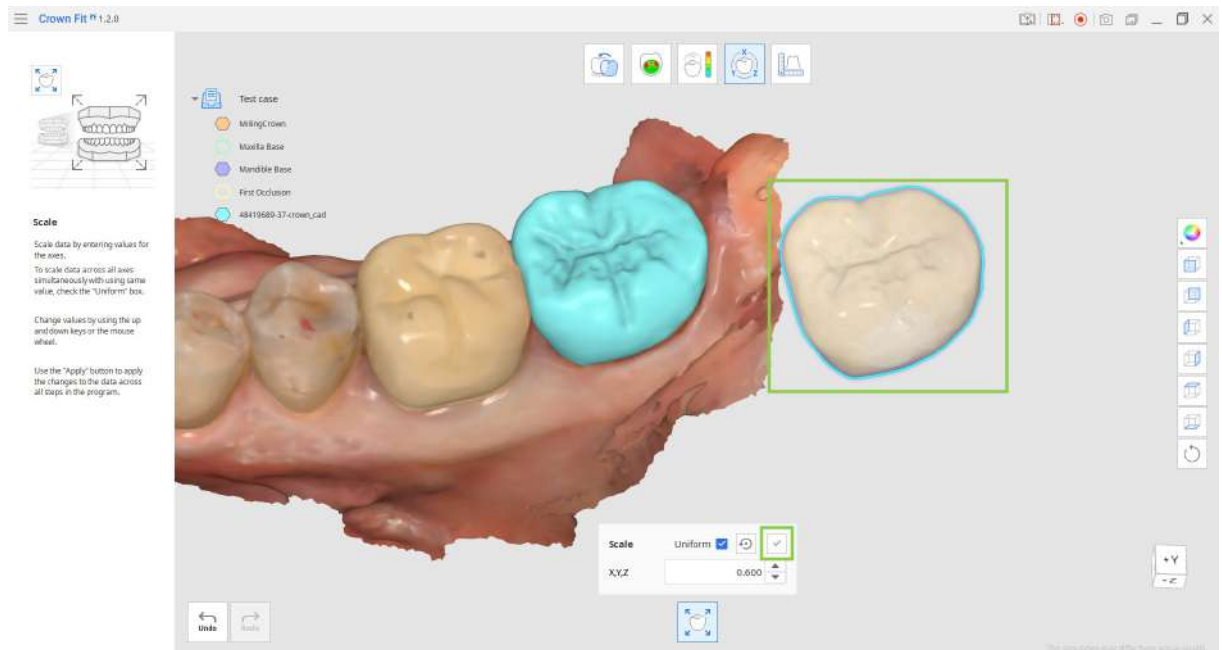 Crown Fit 1.2.0
Test case
MillingCrown
Maxilla Base
Mandible Base
First Occlusion
48419689-37-crown_cad
X
Y
Z
Scale
Scale data by entering values for
the axes.
To scale data across all axes
simultaneously with using same
value, check the "Uniform" box.
Change values by using the up
and down keys or the mouse
wheel.
Use the "Apply" button to apply
the changes to the data across
all steps in the program.
Scale
Uniform
X,Y,Z
0.600
Undo
Redo
+Y
-Z